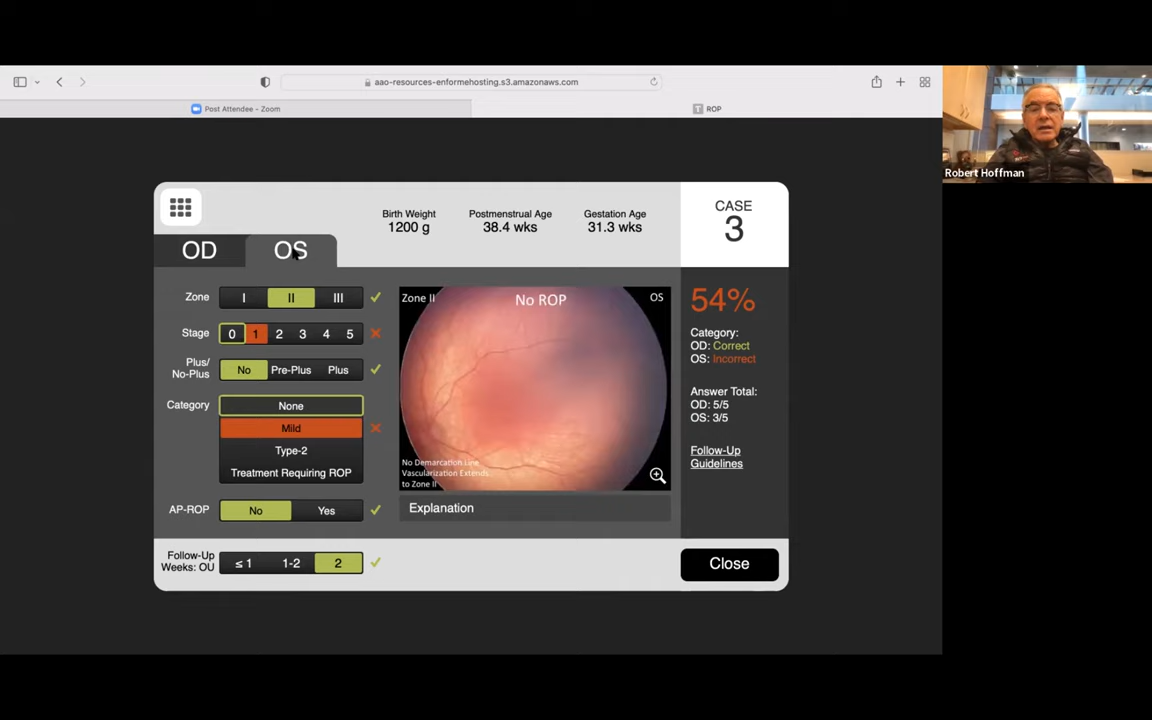 aao-resources-enformehosting.s3.amazonaws.com
Post Attendee - Zoom
T ROP
Robert Hoffman
Birth Weight
1200 g
Postmenstrual Age
38.4 wks
Gestation Age
31.3 wks
CASE
3
OD OS
Zone I II III
Stage 0 1 2 3 4 5
Plus/
No-Plus
No Pre-Plus Plus
Category None
Mild
Type-2
Treatment Requiring ROP
AP-ROP No Yes
Follow-Up
Weeks: OU
≤ 1 1-2 2
Zone II No ROP OS
No Demarcation Line
Vascularization Extends
to Zone II
Explanation
54%
Category:
OD: Correct
OS: Incorrect
Answer Total:
OD: 5/5
OS: 3/5
Follow-Up
Guidelines
Close